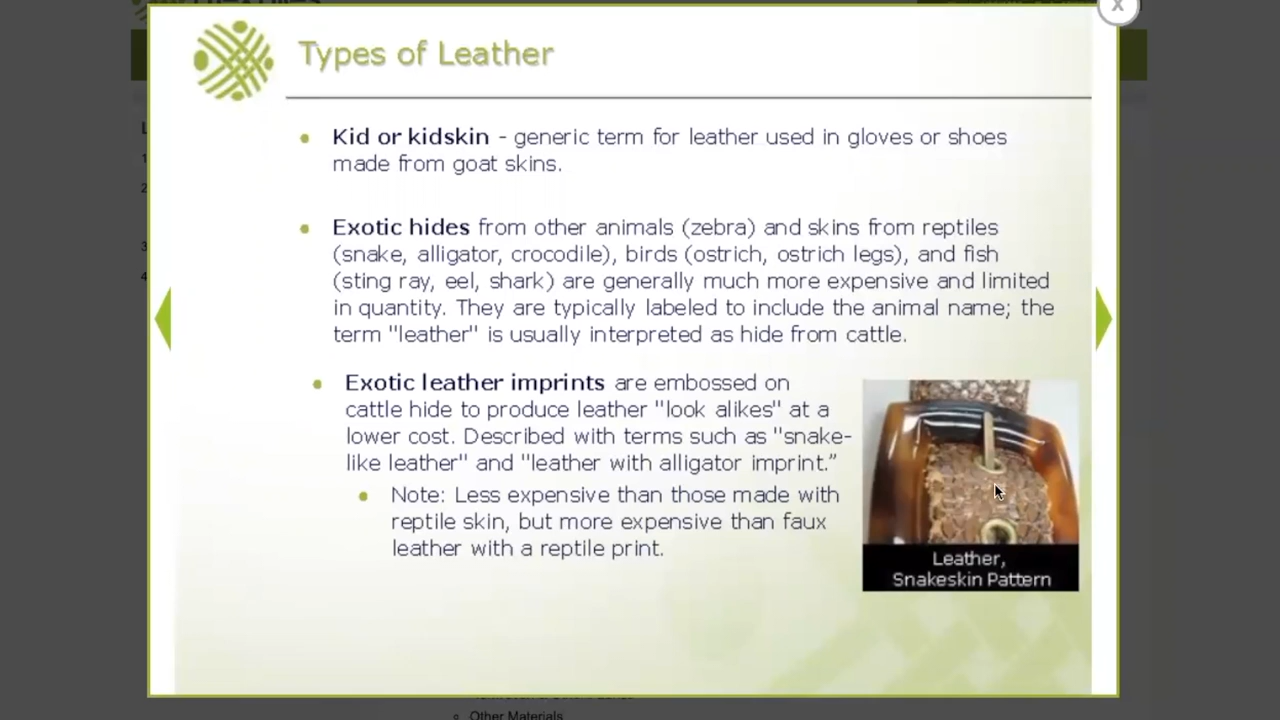 x
Types of Leather
Kid or kidskin - generic term for leather used in gloves or shoes
made from goat skins.
Exotic hides from other animals (zebra) and skins from reptiles
(snake, alligator, crocodile), birds (ostrich, ostrich legs), and fish
(sting ray, eel, shark) are generally much more expensive and limited
in quantity. They are typically labeled to include the animal name; the
term "leather" is usually interpreted as hide from cattle.
Exotic leather imprints are embossed on
cattle hide to produce leather "look alikes" at a
lower cost. Described with terms such as "snake-
like leather" and "leather with alligator imprint.”
Note: Less expensive than those made with
reptile skin, but more expensive than faux
leather with a reptile print.
Leather,
Snakeskin Pattern
Other Materials